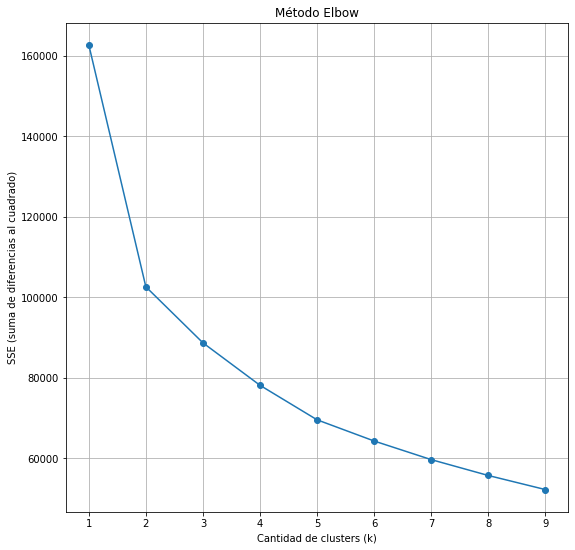 Método Elbow
160000
140000
120000
100000
80000
60000
SSE (suma de diferencias al cuadrado)
1 2 3 4 5 6 7 8 9
Cantidad de clusters (k)